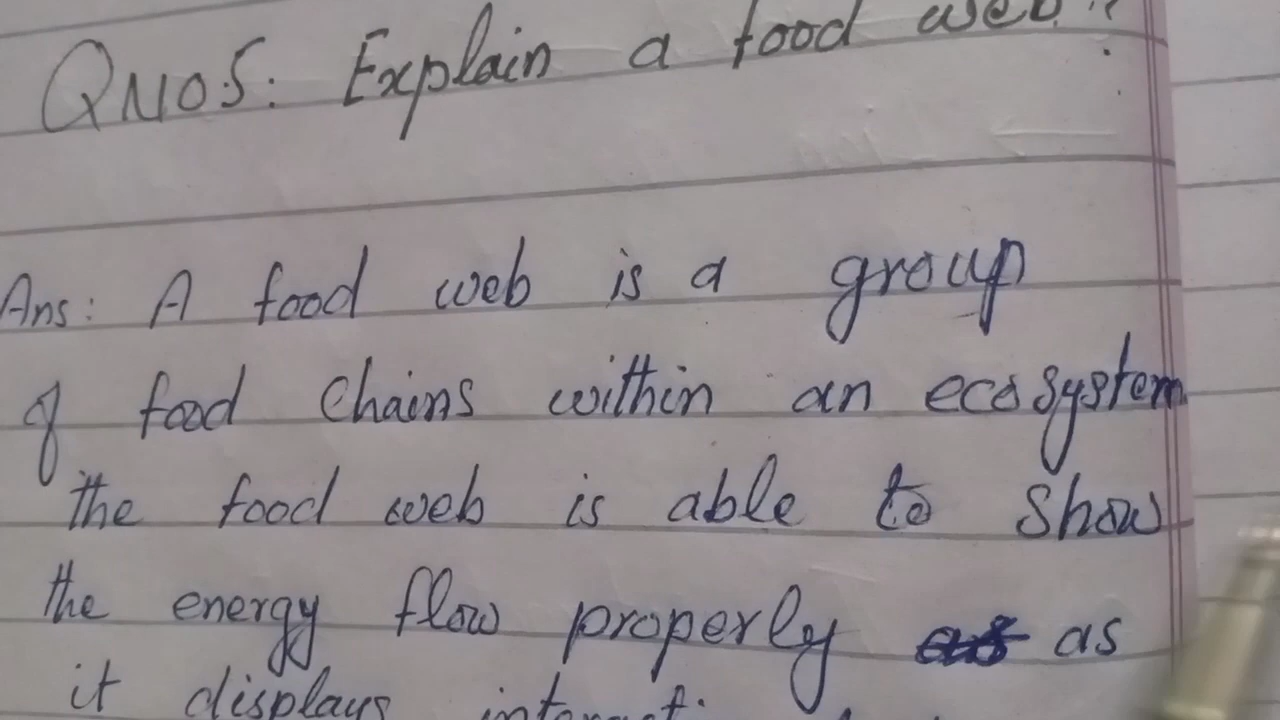 QNO5: Explain a food web?
Ans: A food web is a group
of food chains within an ecosystem
the food web is able to show
the energy flow properly as
it displays